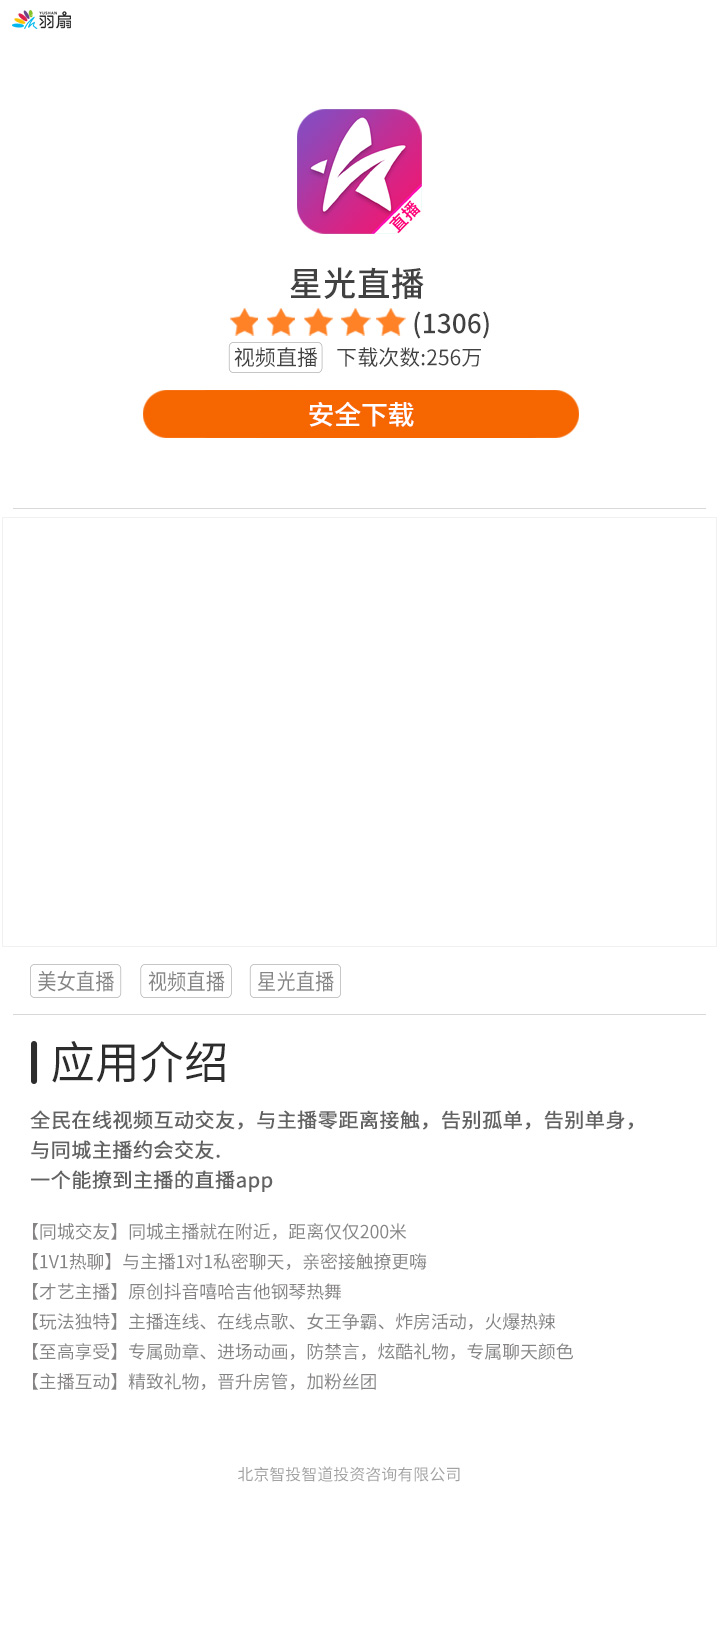 YUSHAN
羽扇
直播
星光直播
(1306)
视频直播 下载次数:256万
安全下载
美女直播 视频直播 星光直播
应用介绍
全民在线视频互动交友，与主播零距离接触，告别孤单，告别单身，
与同城主播约会交友.
一个能撩到主播的直播app
【同城交友】同城主播就在附近，距离仅仅200米
【1V1热聊】与主播1对1私密聊天，亲密接触撩更嗨
【才艺主播】原创抖音嘻哈吉他钢琴热舞
【玩法独特】主播连线、在线点歌、女王争霸、炸房活动，火爆热辣
【至高享受】专属勋章、进场动画，防禁言，炫酷礼物，专属聊天颜色
【主播互动】精致礼物，晋升房管，加粉丝团
北京智投智道投资咨询有限公司